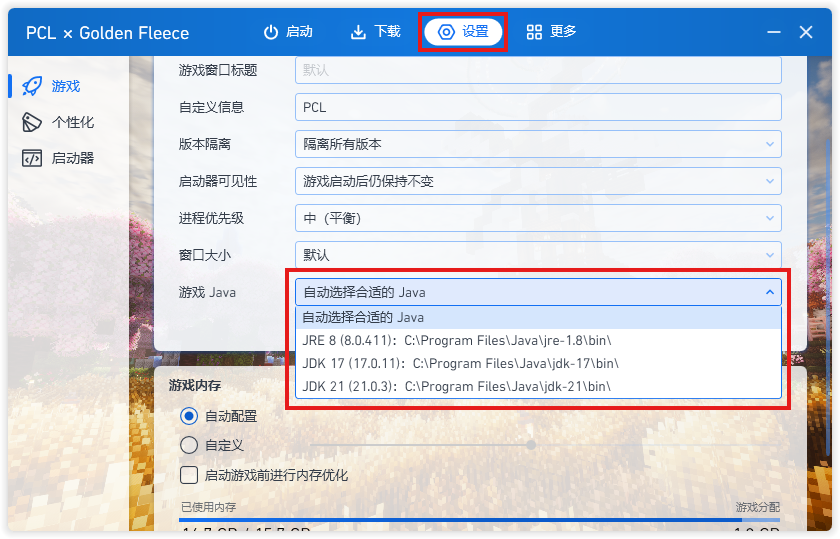 PCL × Golden Fleece
启动
下载
设置
更多
游戏
个性化
启动器
游戏窗口标题
默认
自定义信息
PCL
版本隔离
隔离所有版本
启动器可见性
游戏启动后仍保持不变
进程优先级
中（平衡）
窗口大小
默认
游戏 Java
自动选择合适的 Java
自动选择合适的 Java
JRE 8 (8.0.411)：C:\Program Files\Java\jre-1.8\bin\
JDK 17 (17.0.11)：C:\Program Files\Java\jdk-17\bin\
JDK 21 (21.0.3)：C:\Program Files\Java\jdk-21\bin\
游戏内存
自动配置
自定义
启动游戏前进行内存优化
已使用内存
游戏分配